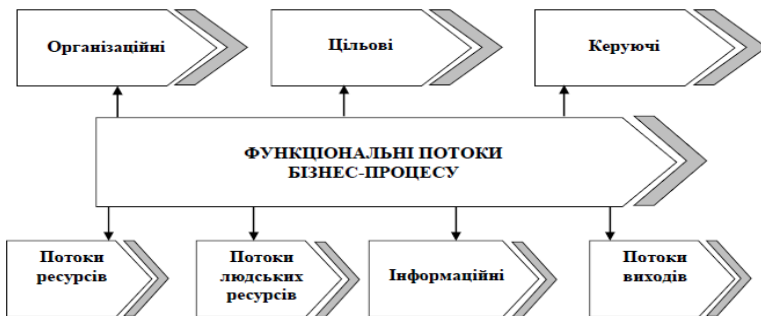 Організаційні
Цільові
Керуючі
ФУНКЦІОНАЛЬНІ ПОТОКИ
БІЗНЕС-ПРОЦЕСУ
Потоки
ресурсів
Потоки
людських
ресурсів
Інформаційні
Потоки
виходів